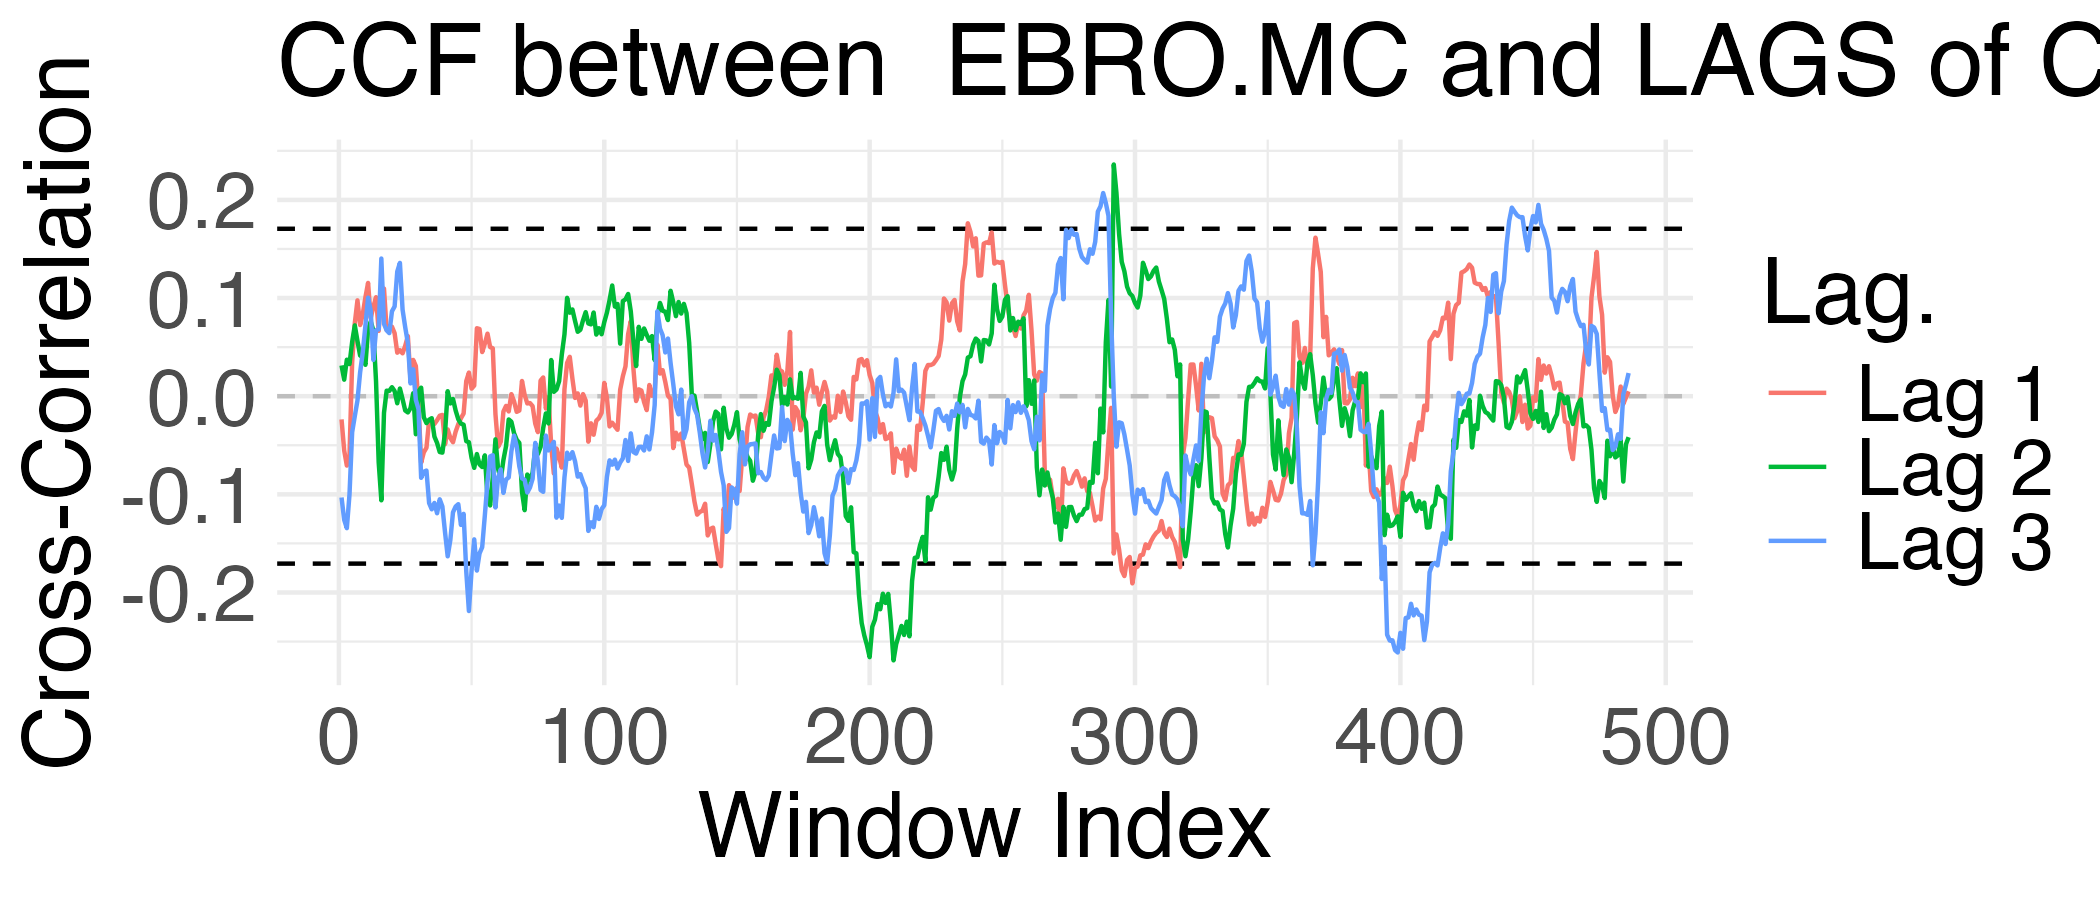 CCF between  EBRO.MC and LAGS of C
Cross-Correlation
0.2
0.1
0.0
-0.1
-0.2
0 100 200 300 400 500
Window Index
Lag.
Lag 1
Lag 2
Lag 3